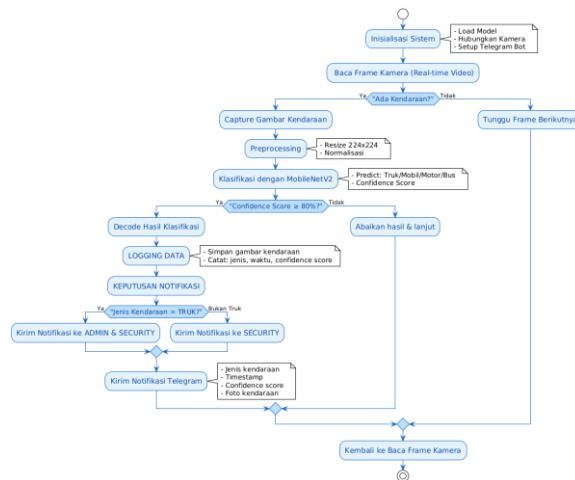 Inisialisasi Sistem
- Load Model
- Hubungkan Kamera
- Setup Telegram Bot
Baca Frame Kamera (Real-time Video)
Ya
"Ada Kendaraan?"
Tidak
Capture Gambar Kendaraan
Tunggu Frame Berikutnya
Preprocessing
- Resize 224x224
- Normalisasi
Klasifikasi dengan MobileNetV2
- Predict: Truk/Mobil/Motor/Bus
- Confidence Score
Ya
"Confidence Score ≥ 80%?"
Tidak
Decode Hasil Klasifikasi
Abaikan hasil & lanjut
LOGGING DATA
- Simpan gambar kendaraan
- Catat: jenis, waktu, confidence score
KEPUTUSAN NOTIFIKASI
Ya
"Jenis Kendaraan = TRUK?"
Bukan Truk
Kirim Notifikasi ke ADMIN & SECURITY
Kirim Notifikasi ke SECURITY
Kirim Notifikasi Telegram
- Jenis kendaraan
- Timestamp
- Confidence score
- Foto kendaraan
Kembali ke Baca Frame Kamera